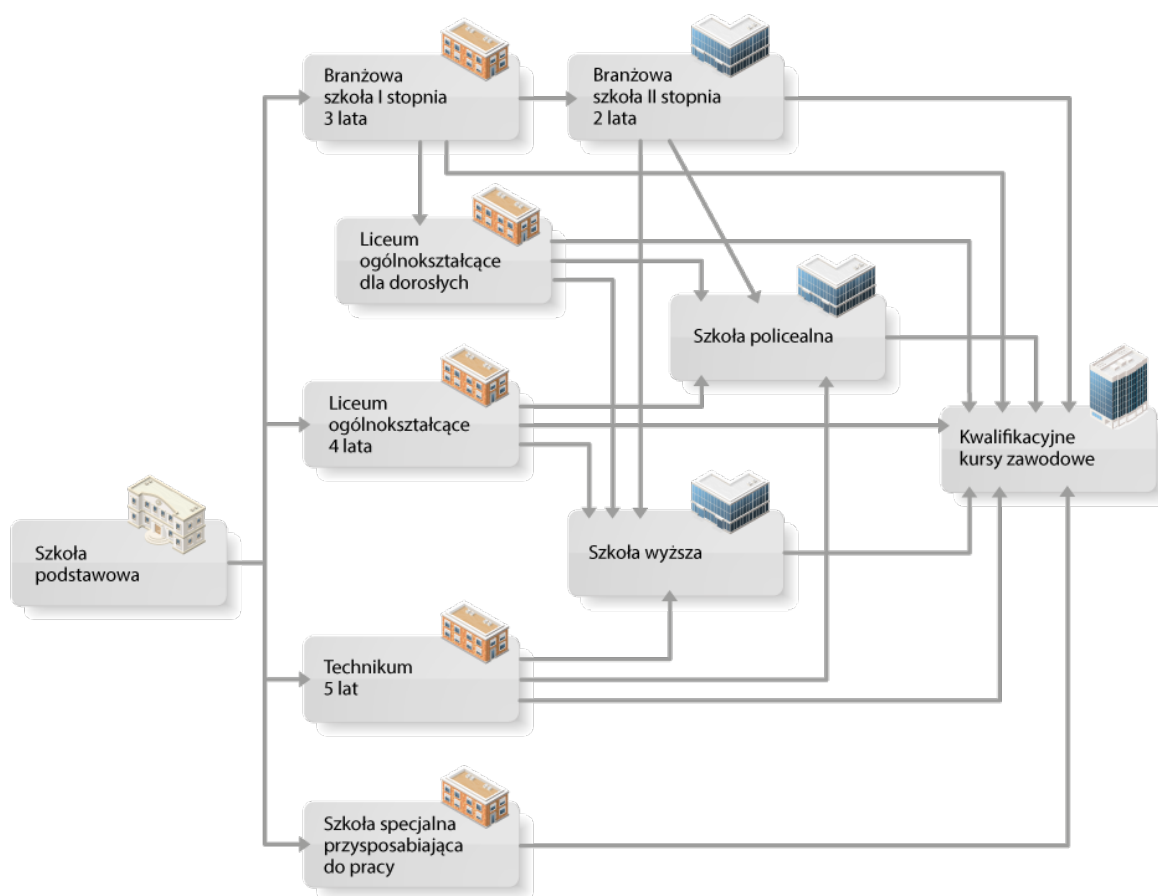 Branżowa
szkoła I stopnia
3 lata
Branżowa
szkoła II stopnia
2 lata
Liceum
ogólnokształcące
dla dorosłych
Szkoła policealna
Liceum
ogólnokształcące
4 lata
Kwalifikacyjne
kursy zawodowe
Szkoła
podstawowa
Szkoła wyższa
Technikum
5 lat
Szkoła specjalna
przysposabiająca
do pracy